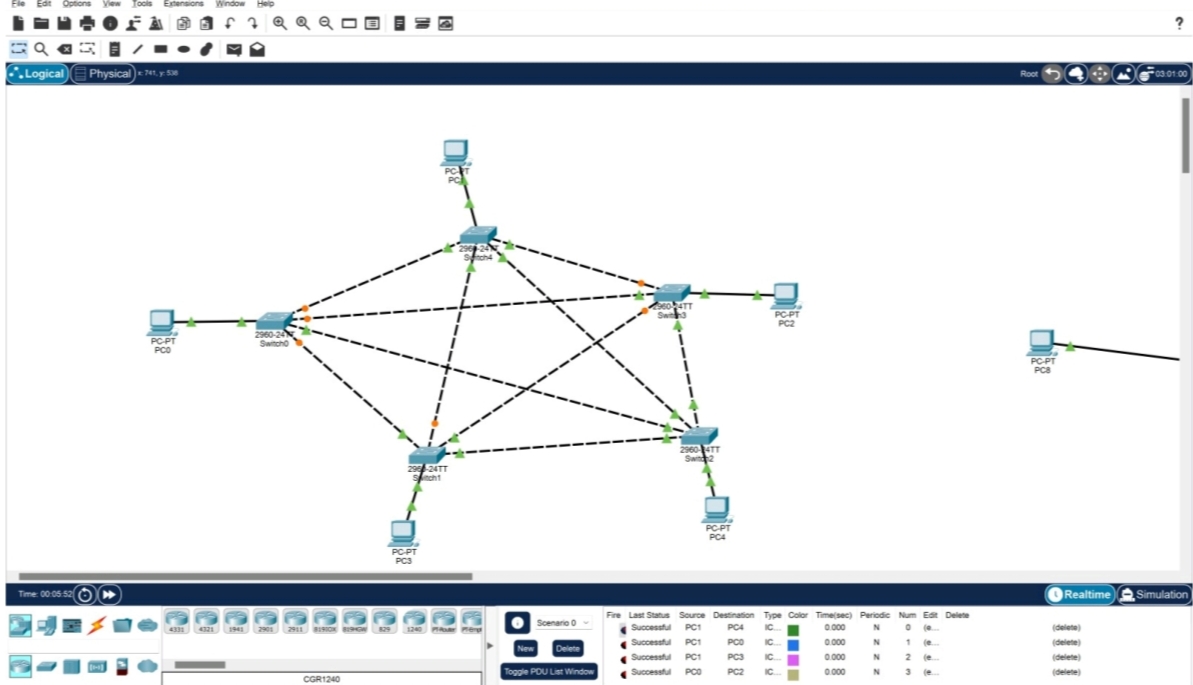 File Edit Options View Tools Extensions Window Help
?
Logical Physical x: 741, y: 538 Root 03:01:00
PC-PT
2960-24TT
Switch4
2960-24TT
Switch3
PC-PT
PC2
PC-PT
PC0
2960-24TT
Switch0
PC-PT
PC8
2960-24TT
Switch2
2960-24TT
Switch1
PC-PT
PC4
PC-PT
PC3
Time: 00:05:52 Realtime Simulation
4331 4321 1941 2901 2911 819IOX 819HGW 829 1240 PT-Router PT-Empt
CGR1240
Scenario 0
New Delete
Toggle PDU List Window
Fire Last Status Source Destination Type Color Time(sec) Periodic Num Edit Delete
Successful PC1 PC4 IC... 0.000 N 0 (e... (delete)
Successful PC1 PC0 IC... 0.000 N 1 (e... (delete)
Successful PC1 PC3 IC... 0.000 N 2 (e... (delete)
Successful PC0 PC2 IC... 0.000 N 3 (e... (delete)